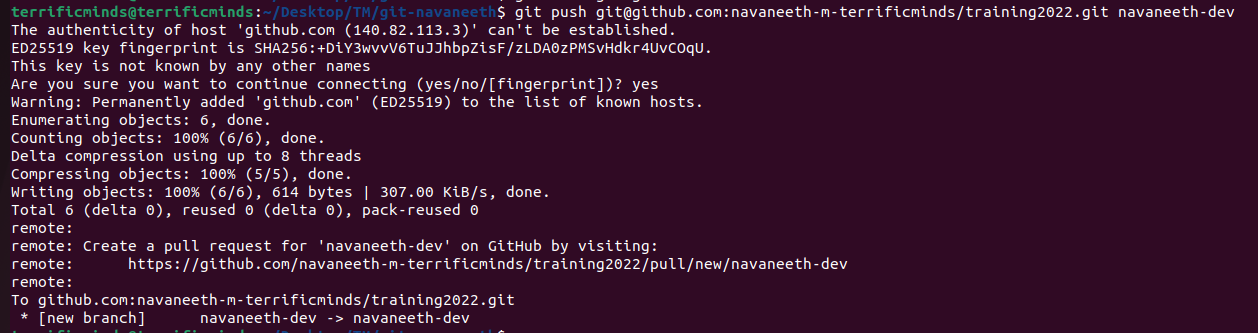 terrificminds@terrificminds:~/Desktop/TM/git-navaneeth$ git push git@github.com:navaneeth-m-terrificminds/training2022.git navaneeth-dev
The authenticity of host 'github.com (140.82.113.3)' can't be established.
ED25519 key fingerprint is SHA256:+DiY3wvvV6TuJJhbpZisF/zLDA0zPMSvHdkr4UvCOqU.
This key is not known by any other names
Are you sure you want to continue connecting (yes/no/[fingerprint])? yes
Warning: Permanently added 'github.com' (ED25519) to the list of known hosts.
Enumerating objects: 6, done.
Counting objects: 100% (6/6), done.
Delta compression using up to 8 threads
Compressing objects: 100% (5/5), done.
Writing objects: 100% (6/6), 614 bytes | 307.00 KiB/s, done.
Total 6 (delta 0), reused 0 (delta 0), pack-reused 0
remote:
remote: Create a pull request for 'navaneeth-dev' on GitHub by visiting:
remote:      https://github.com/navaneeth-m-terrificminds/training2022/pull/new/navaneeth-dev
remote:
To github.com:navaneeth-m-terrificminds/training2022.git
 * [new branch]      navaneeth-dev -> navaneeth-dev